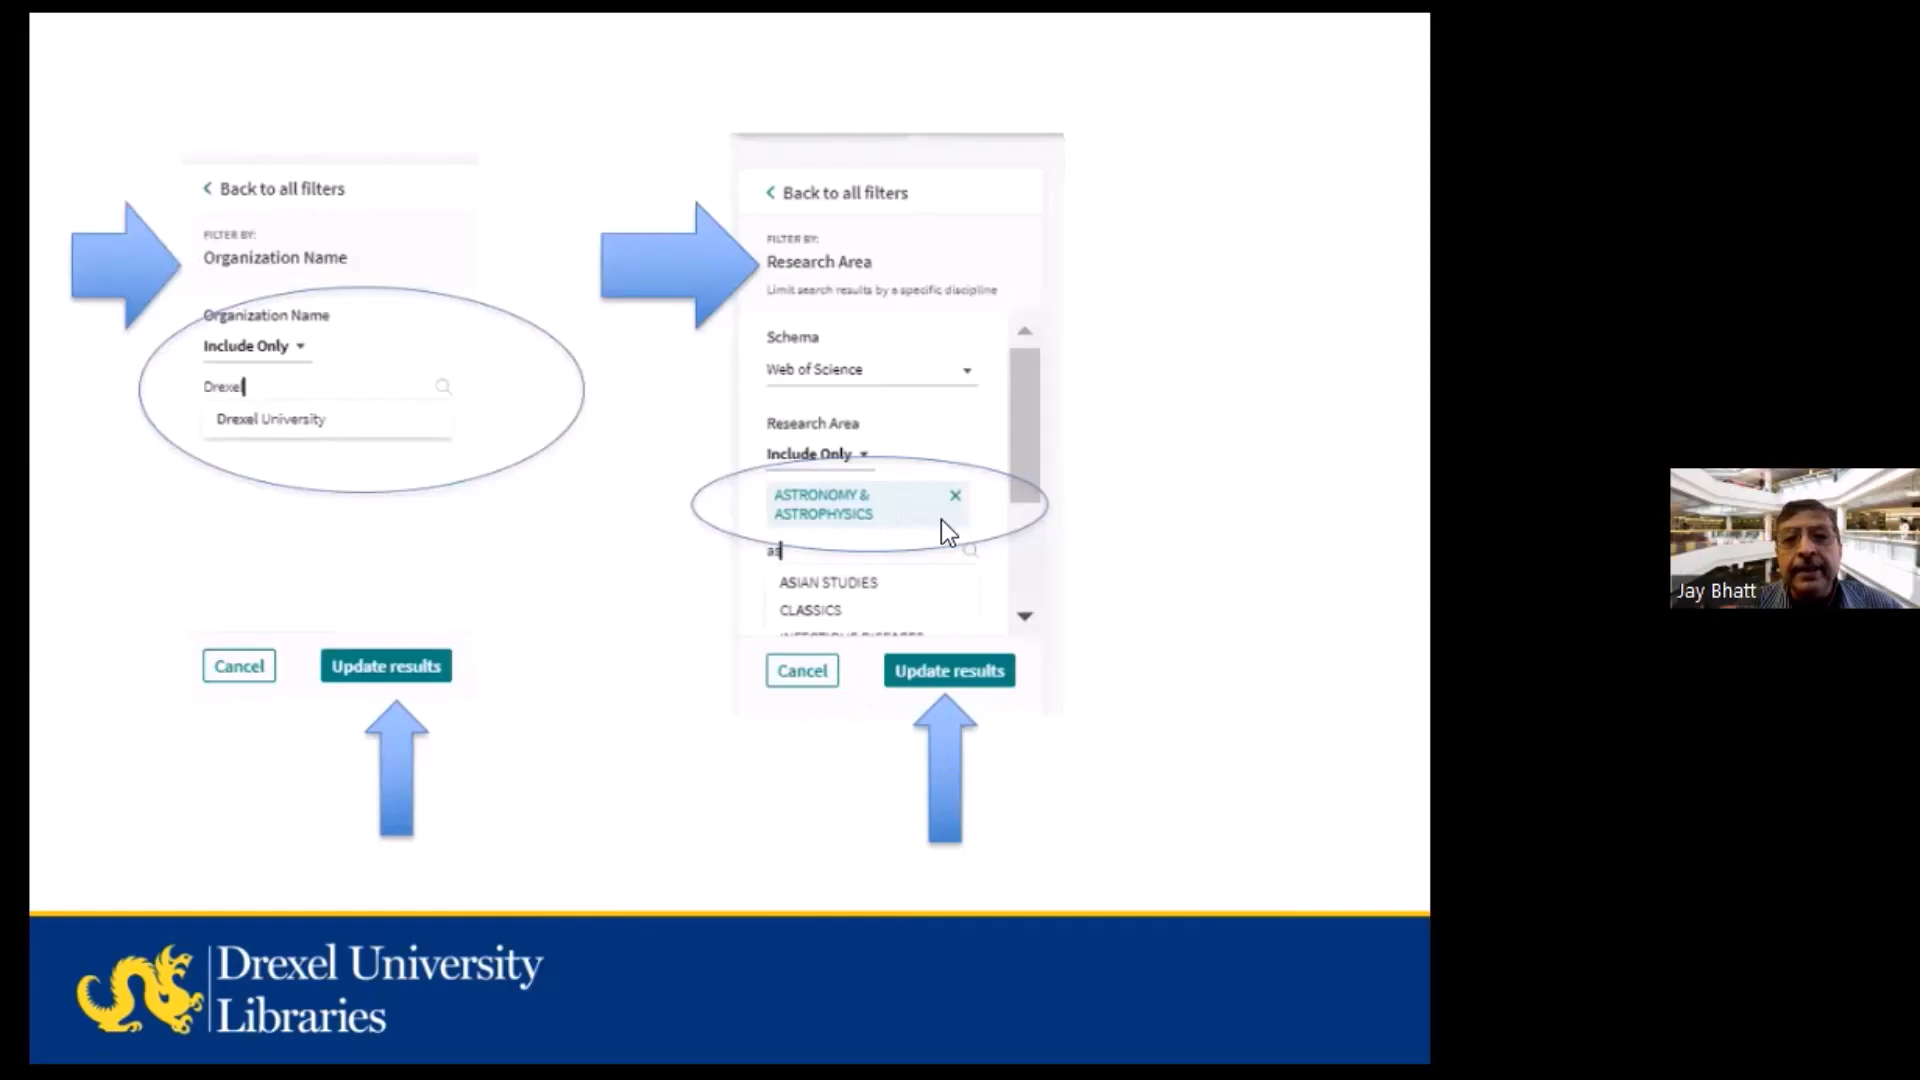 Back to all filters
FILTER BY:
Organization Name
Organization Name
Include Only
Drexel
Drexel University
Cancel
Update results
Back to all filters
FILTER BY:
Research Area
Limit search results by a specific discipline
Schema
Web of Science
Research Area
Include Only
ASTRONOMY &
ASTROPHYSICS
as
ASIAN STUDIES
CLASSICS
INFECTIOUS DISEASES
Cancel
Update results
Drexel University
Libraries
Jay Bhatt